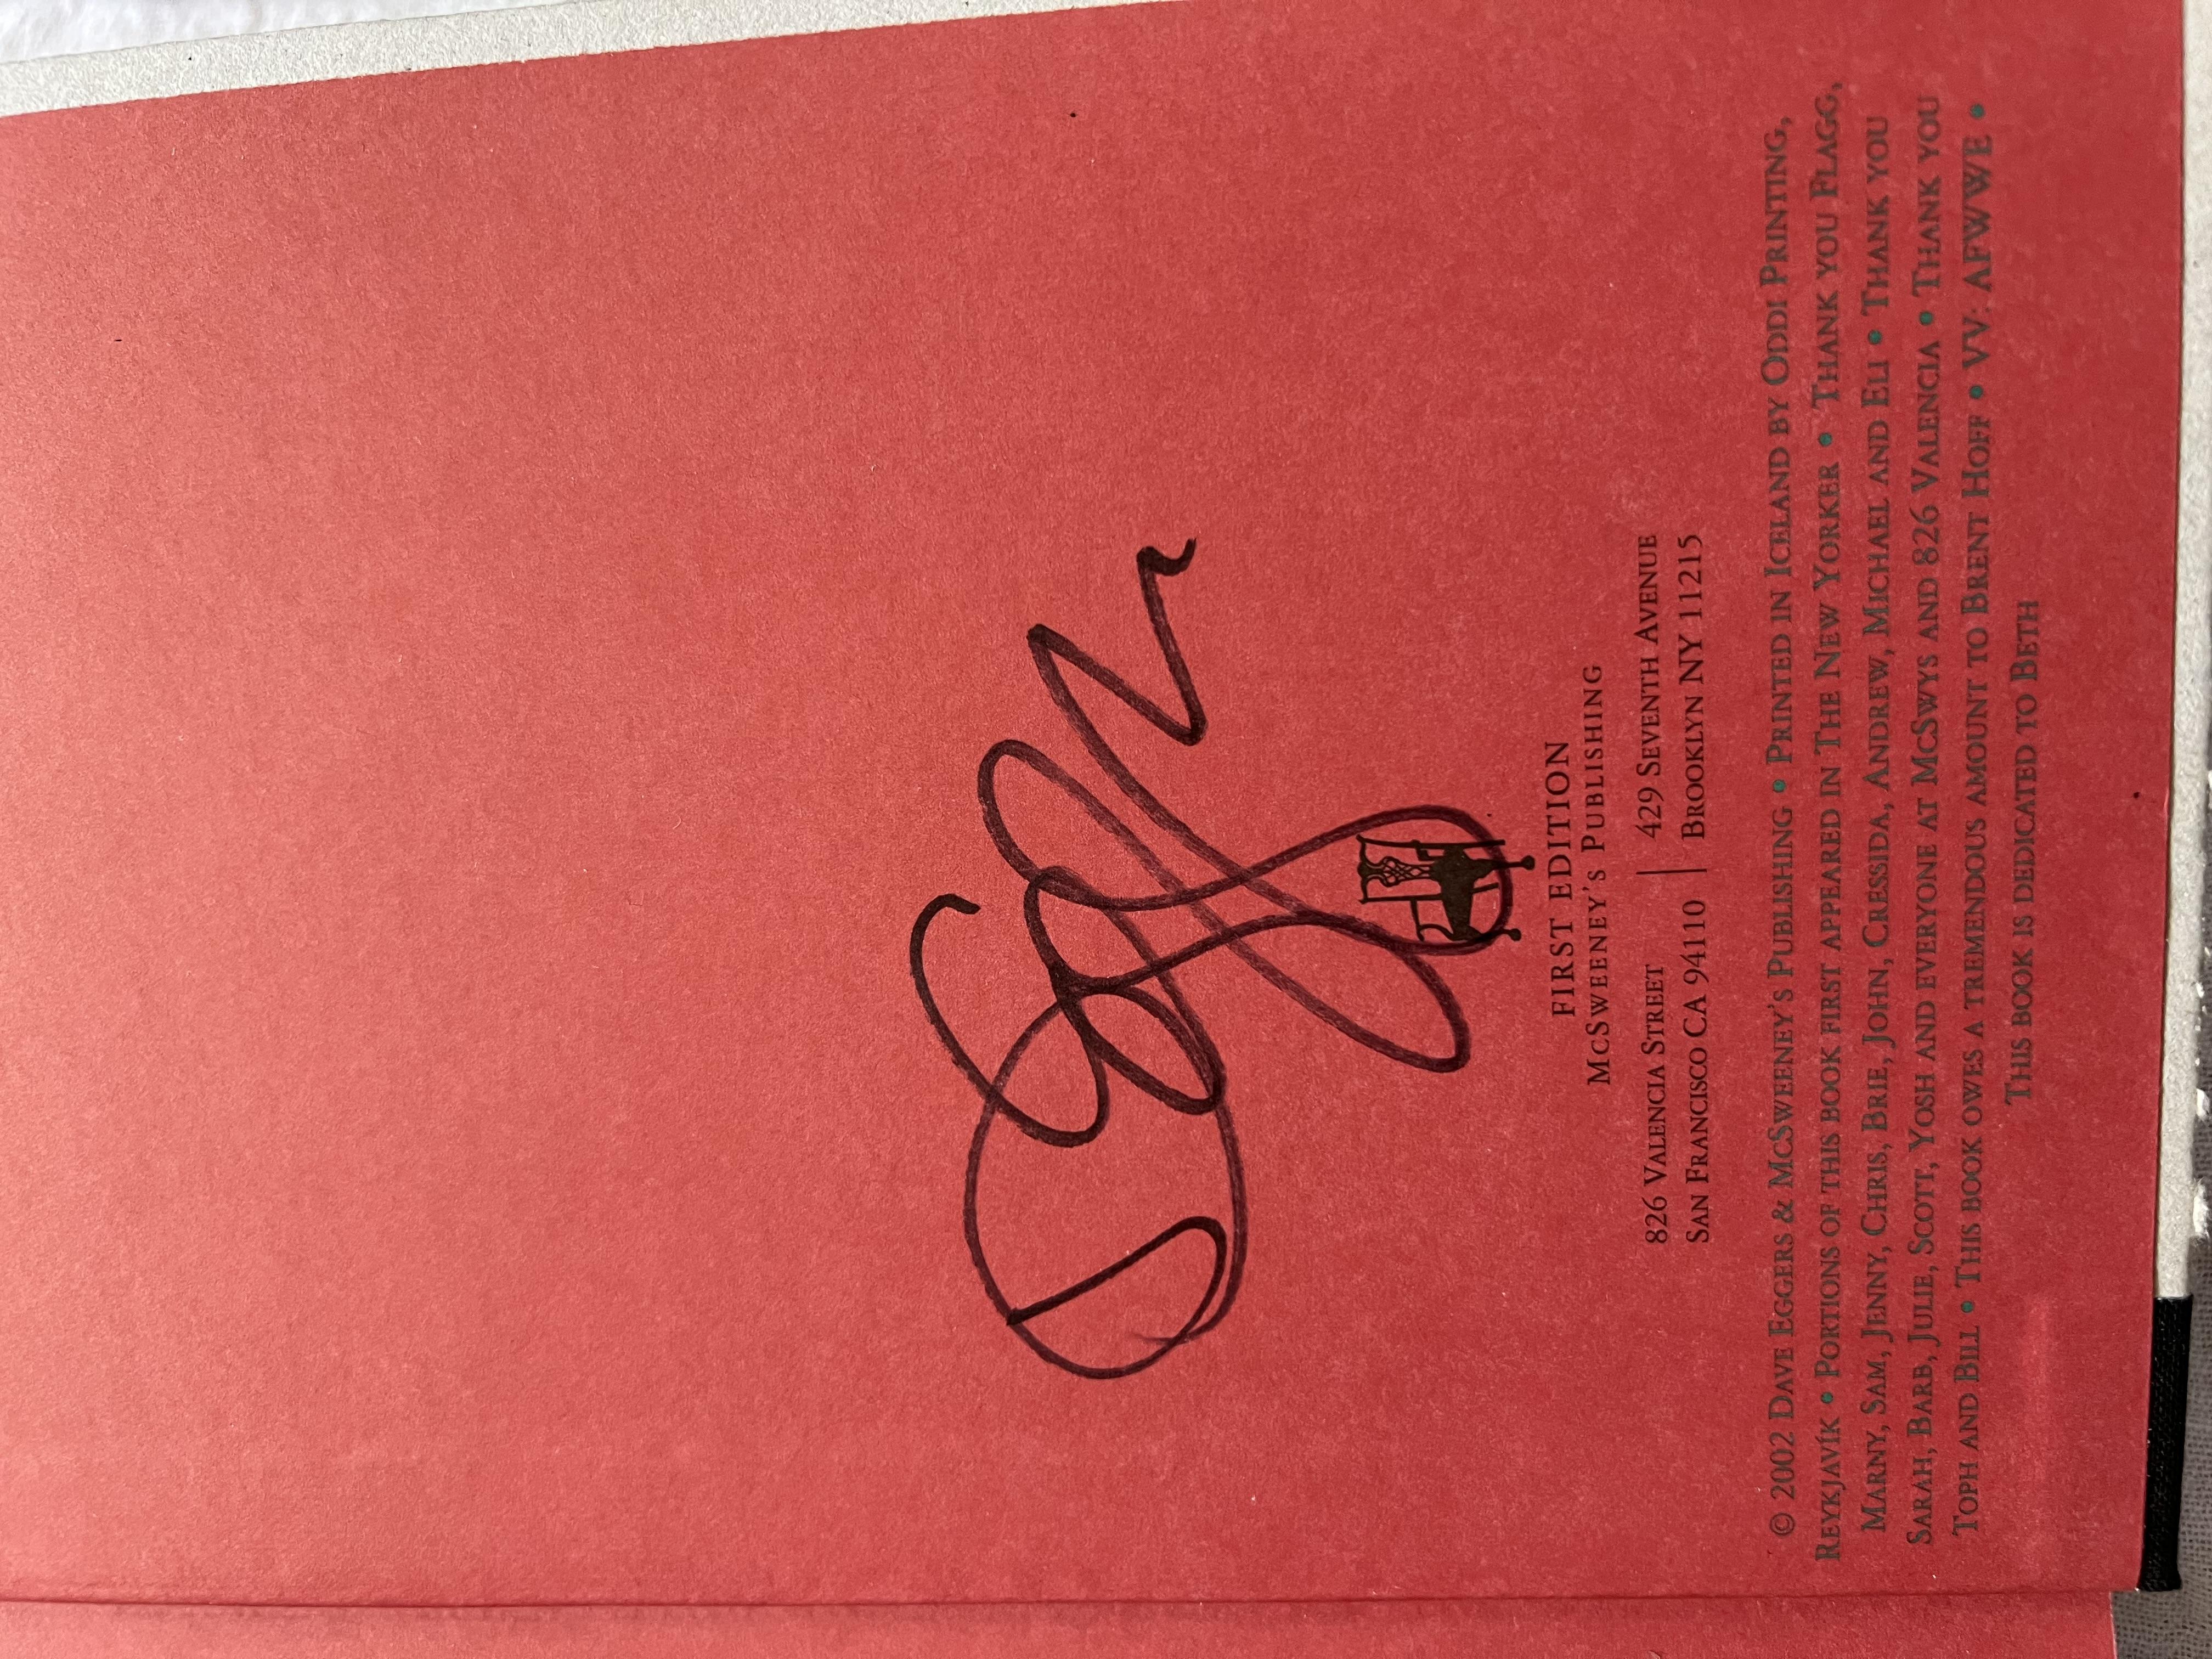 FIRST EDITION
McSweeney's Publishing
826 Valencia Street | 429 Seventh Avenue
San Francisco CA 94110 | Brooklyn NY 11215
© 2002 Dave Eggers & McSweeney's Publishing • Printed in Iceland by Oddi Printing,
Reykjavík • Portions of this book first appeared in The New Yorker • Thank you Flagg,
Marny, Sam, Jenny, Chris, Brie, John, Cressida, Andrew, Michael and Eli • Thank you
Sarah, Barb, Julie, Scott, Yosh and everyone at McSwys and 826 Valencia • Thank you
Toph and Bill • This book owes a tremendous amount to Brent Hoff • VV: AFWWE •
This book is dedicated to Beth